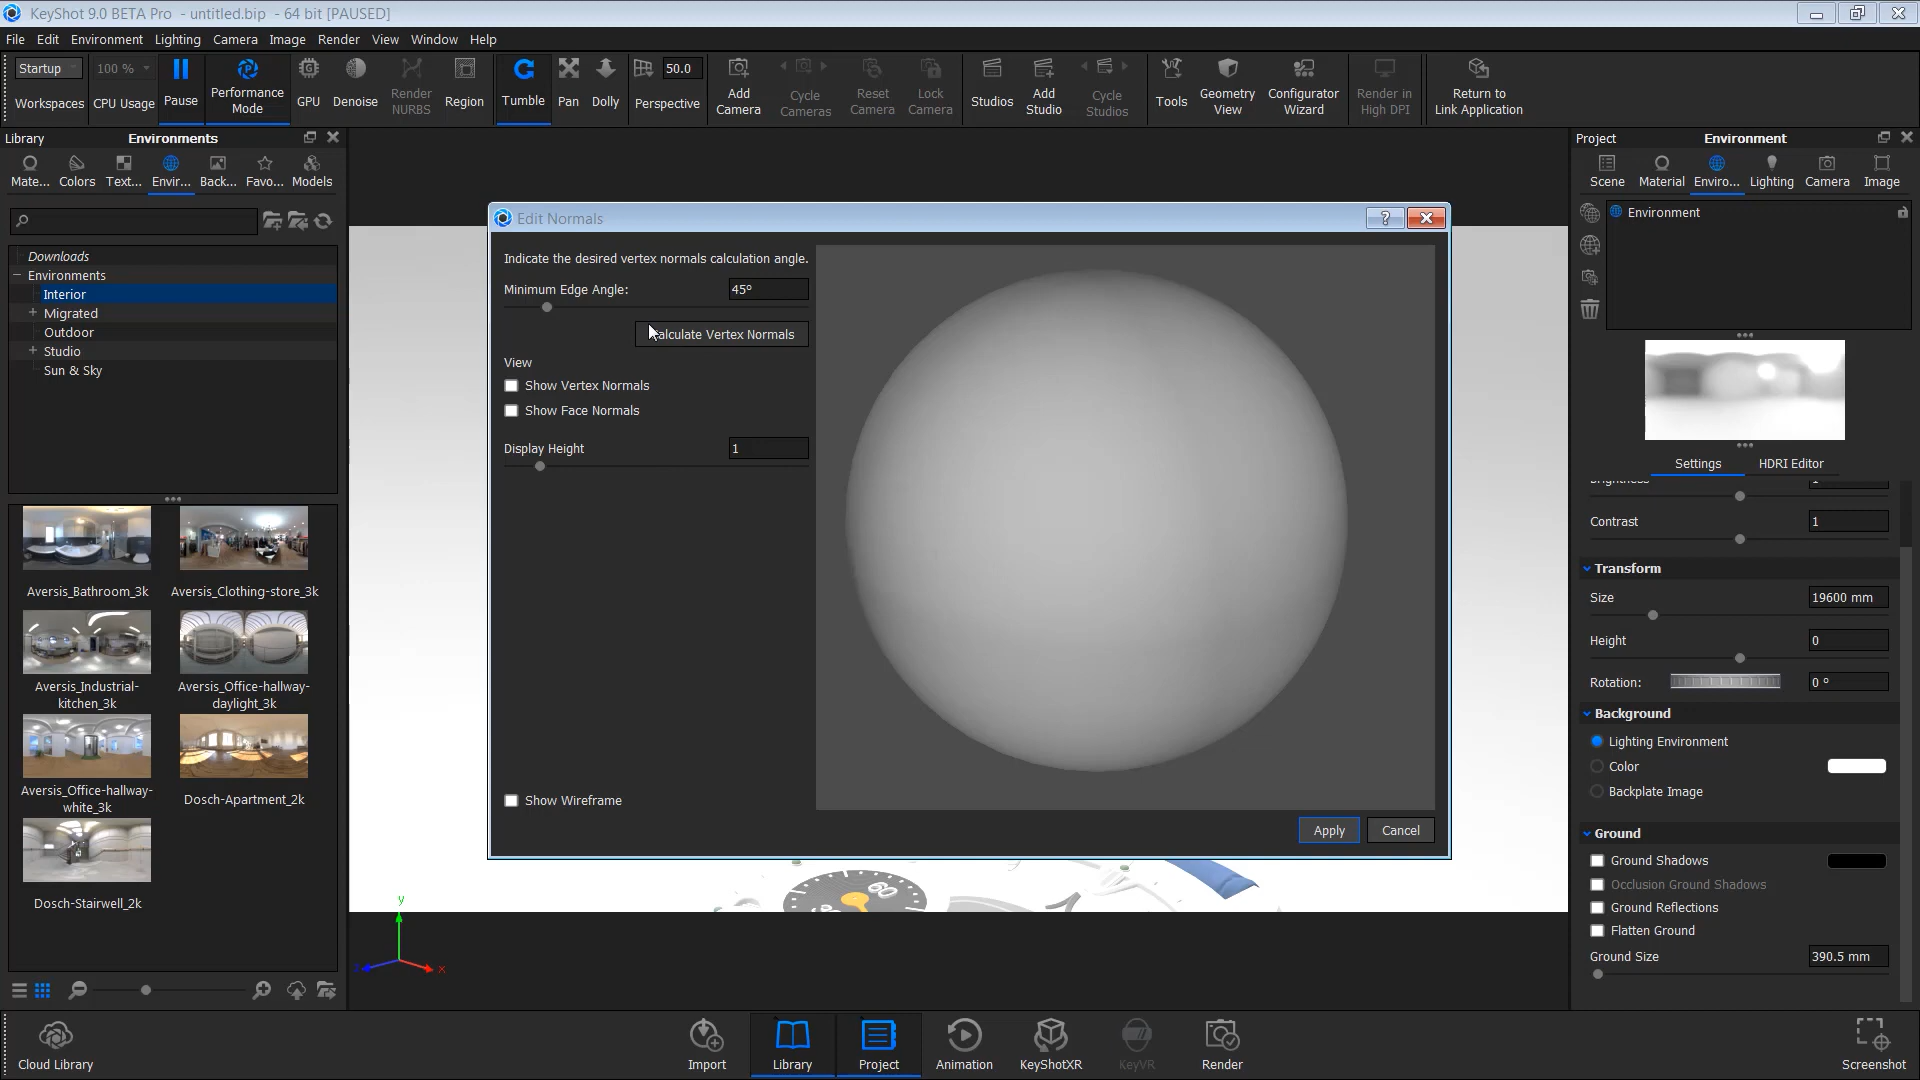 KeyShot 9.0 BETA Pro - untitled.bip - 64 bit [PAUSED]
File Edit Environment Lighting Camera Image Render View Window Help
Startup
Workspaces
100 %
CPU Usage
Pause
Performance
Mode
GPU
Denoise
Render
NURBS
Region
Tumble
Pan
Dolly
50.0
Perspective
Add
Camera
Cycle
Cameras
Reset
Camera
Lock
Camera
Studios
Add
Studio
Cycle
Studios
Tools
Geometry
View
Configurator
Wizard
Render in
High DPI
Return to
Link Application
Library
Environments
Mate... Colors Text... Envir... Back... Favo... Models
Downloads
Environments
Interior
Migrated
Outdoor
Studio
Sun & Sky
Aversis_Bathroom_3k
Aversis_Clothing-store_3k
Aversis_Industrial-
kitchen_3k
Aversis_Office-hallway-
daylight_3k
Aversis_Office-hallway-
white_3k
Dosch-Apartment_2k
Dosch-Stairwell_2k
Edit Normals
?
Indicate the desired vertex normals calculation angle.
Minimum Edge Angle: 45°
alculate Vertex Normals
View
Show Vertex Normals
Show Face Normals
Display Height 1
Show Wireframe
Apply
Cancel
60
y
x
Project
Environment
Scene Material Enviro... Lighting Camera Image
Environment
Settings
HDRI Editor
Contrast 1
Transform
Size 19600 mm
Height 0
Rotation: 0 °
Background
Lighting Environment
Color
Backplate Image
Ground
Ground Shadows
Occlusion Ground Shadows
Ground Reflections
Flatten Ground
Ground Size 390.5 mm
Cloud Library
Import
Library
Project
Animation
KeyShotXR
KeyVR
Render
Screenshot